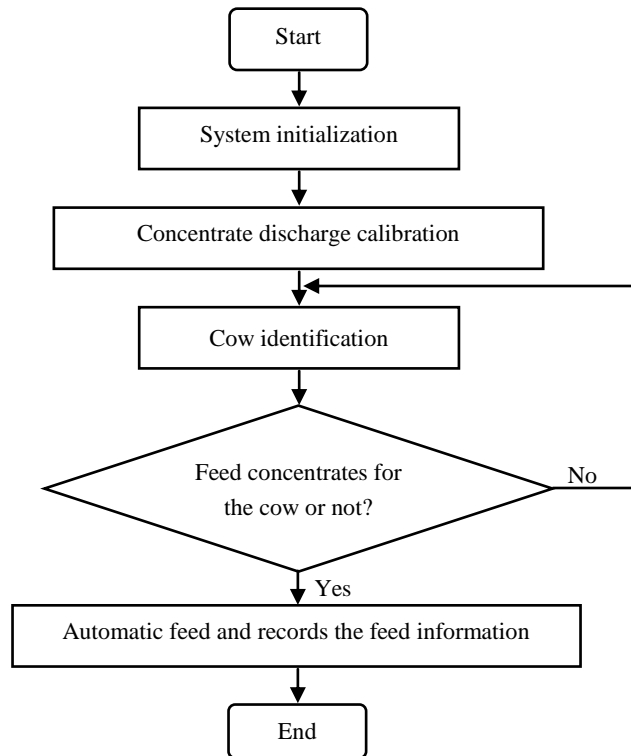 Start
System initialization
Concentrate discharge calibration
Cow identification
Feed concentrates for
the cow or not?
No
Yes
Automatic feed and records the feed information
End